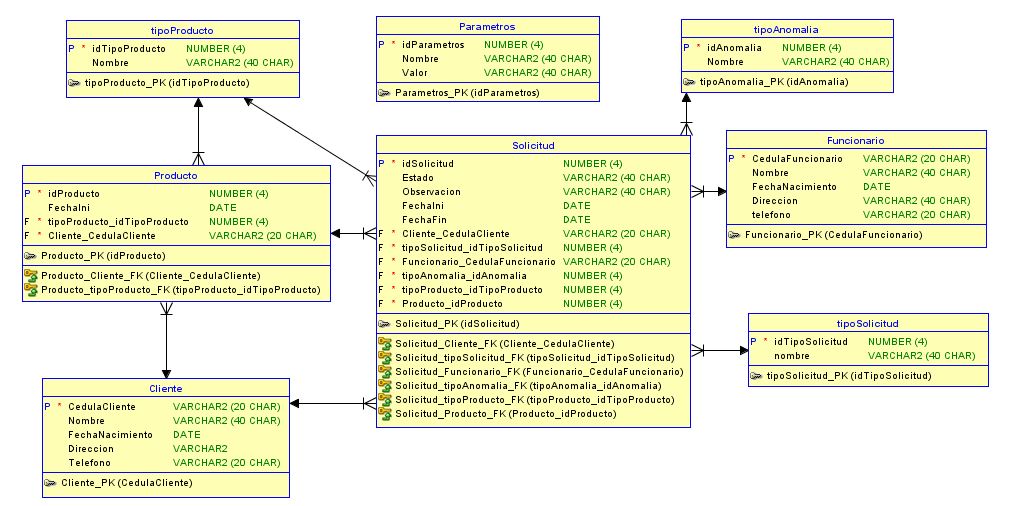 tipoProducto
P * idTipoProducto NUMBER (4)
Nombre VARCHAR2 (40 CHAR)
tipoProducto_PK (idTipoProducto)
Parametros
P * idParametros NUMBER (4)
Nombre VARCHAR2 (40 CHAR)
Valor VARCHAR2 (40 CHAR)
Parametros_PK (idParametros)
tipoAnomalia
P * idAnomalia NUMBER (4)
Nombre VARCHAR2 (40 CHAR)
tipoAnomalia_PK (idAnomalia)
Producto
P * idProducto NUMBER (4)
FechaIni DATE
F * tipoProducto_idTipoProducto NUMBER (4)
F * Cliente_CedulaCliente VARCHAR2 (20 CHAR)
Producto_PK (idProducto)
Producto_Cliente_FK (Cliente_CedulaCliente)
Producto_tipoProducto_FK (tipoProducto_idTipoProducto)
Solicitud
P * idSolicitud NUMBER (4)
Estado VARCHAR2 (40 CHAR)
Observacion VARCHAR2 (40 CHAR)
FechaIni DATE
FechaFin DATE
F * Cliente_CedulaCliente VARCHAR2 (20 CHAR)
F * tipoSolicitud_idTipoSolicitud NUMBER (4)
F * Funcionario_CedulaFuncionario VARCHAR2 (20 CHAR)
F * tipoAnomalia_idAnomalia NUMBER (4)
F * tipoProducto_idTipoProducto NUMBER (4)
F * Producto_idProducto NUMBER (4)
Solicitud_PK (idSolicitud)
Solicitud_Cliente_FK (Cliente_CedulaCliente)
Solicitud_tipoSolicitud_FK (tipoSolicitud_idTipoSolicitud)
Solicitud_Funcionario_FK (Funcionario_CedulaFuncionario)
Solicitud_tipoAnomalia_FK (tipoAnomalia_idAnomalia)
Solicitud_tipoProducto_FK (tipoProducto_idTipoProducto)
Solicitud_Producto_FK (Producto_idProducto)
Funcionario
P * CedulaFuncionario VARCHAR2 (20 CHAR)
Nombre VARCHAR2 (40 CHAR)
FechaNacimiento DATE
Direccion VARCHAR2 (40 CHAR)
telefono VARCHAR2 (20 CHAR)
Funcionario_PK (CedulaFuncionario)
tipoSolicitud
P * idTipoSolicitud NUMBER (4)
nombre VARCHAR2 (40 CHAR)
tipoSolicitud_PK (idTipoSolicitud)
Cliente
P * CedulaCliente VARCHAR2 (20 CHAR)
Nombre VARCHAR2 (40 CHAR)
FechaNacimiento DATE
Direccion VARCHAR2
Telefono VARCHAR2 (20 CHAR)
Cliente_PK (CedulaCliente)